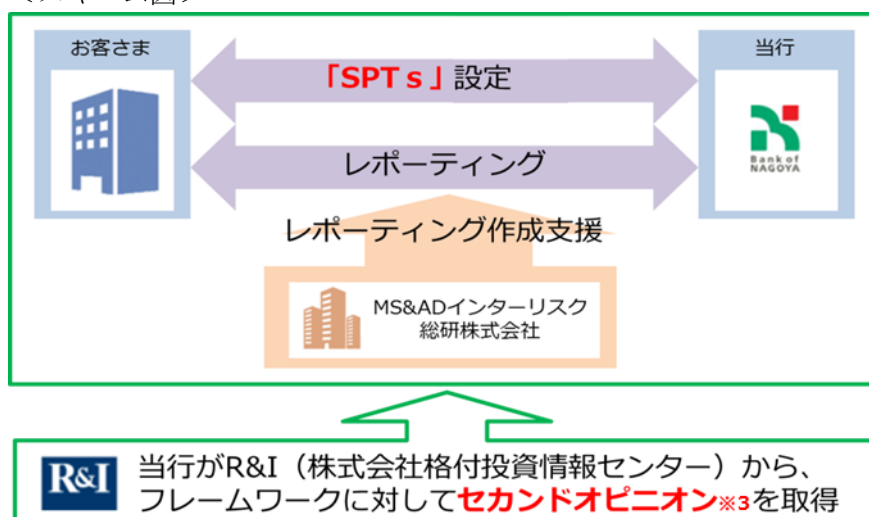 お客さま
当行
「SPTｓ」設定
Bank of
NAGOYA
レポーティング
レポーティング作成支援
MS&ADインターリスク
総研株式会社
R&I
当行がR&I（株式会社格付投資情報センター）から、
フレームワークに対してセカンドオピニオン※3を取得